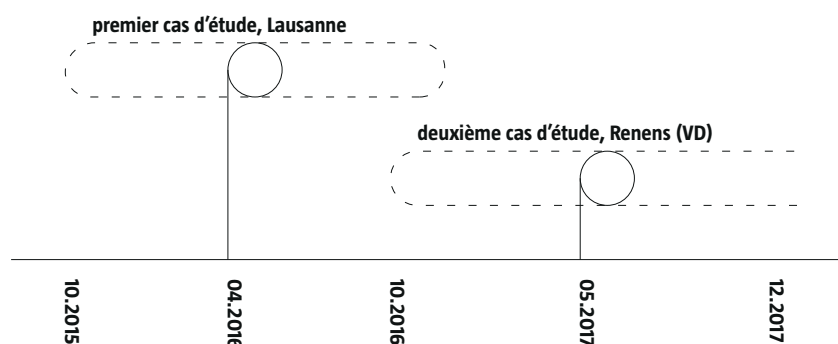 premier cas d’étude, Lausanne
deuxième cas d’étude, Renens (VD)
10.2015
04.2016
10.2016
05.2017
12.2017